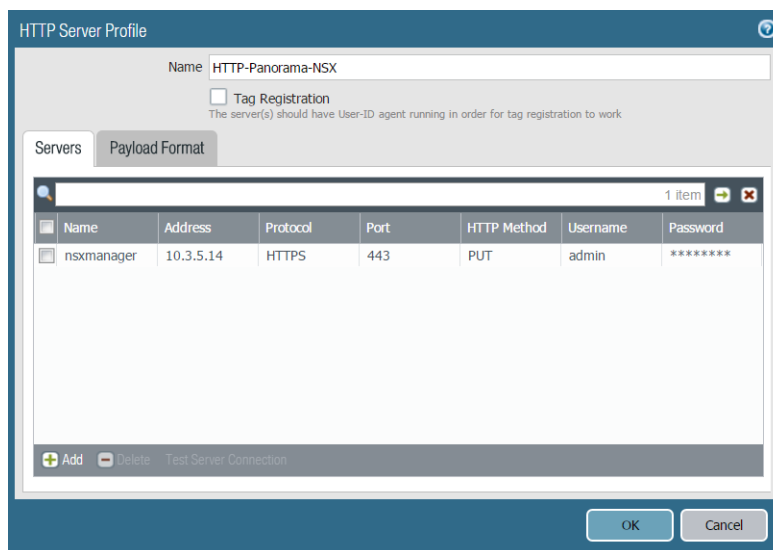 HTTP Server Profile
Name HTTP-Panorama-NSX
Tag Registration
The server(s) should have User-ID agent running in order for tag registration to work
Servers Payload Format
1 item
Name Address Protocol Port HTTP Method Username Password
nsxmanager 10.3.5.14 HTTPS 443 PUT admin ********
Add Delete Test Server Connection
OK Cancel